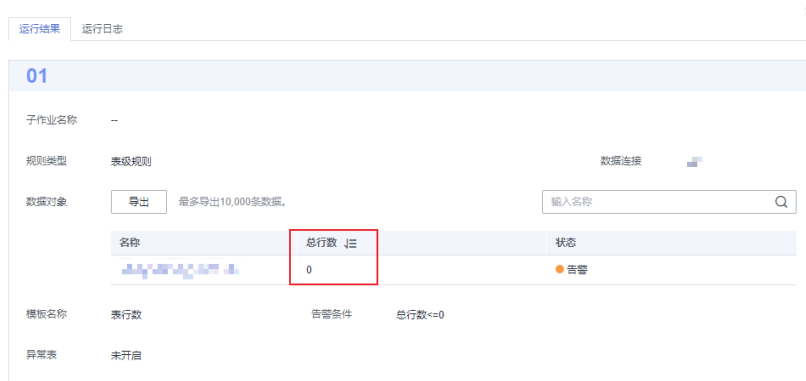 运行结果 运行日志
01
子作业名称 --
规则类型 表级规则 数据连接
数据对象 导出 最多导出10,000条数据。 输入名称
名称 总行数 状态
0 告警
模板名称 表行数 告警条件 总行数<=0
异常表 未开启